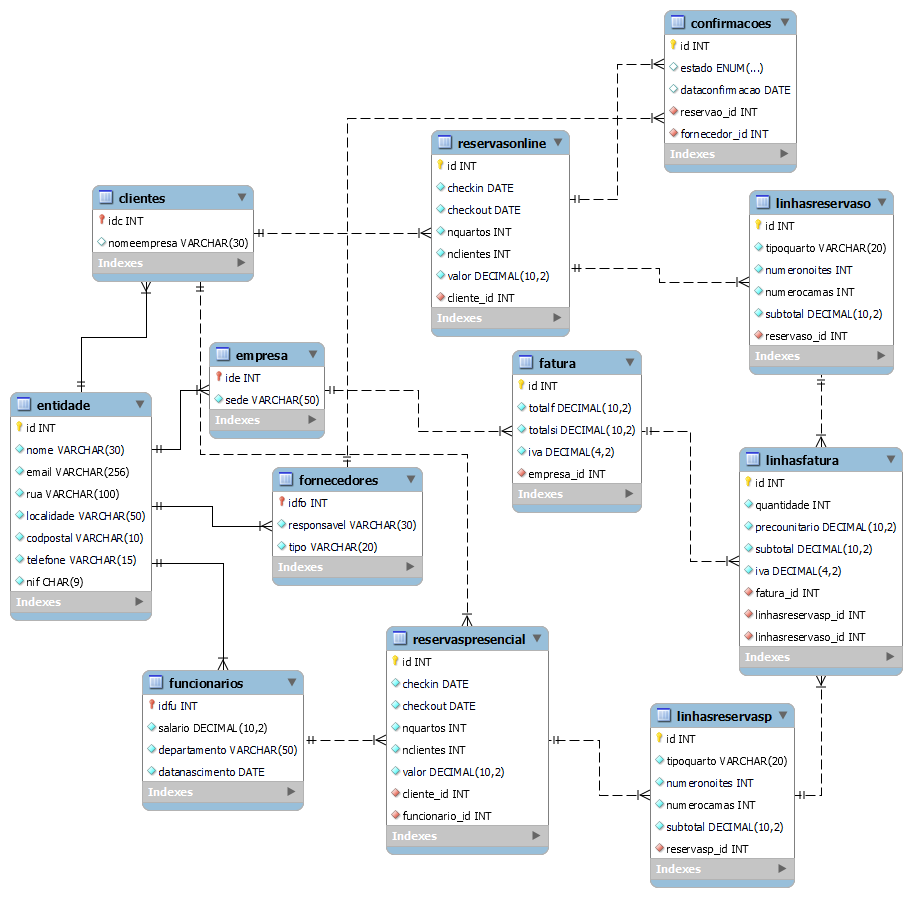 confirmacoes
id INT
estado ENUM(...)
dataconfirmacao DATE
reservao_id INT
fornecedor_id INT
Indexes
reservasonline
id INT
checkin DATE
checkout DATE
nquartos INT
nclientes INT
valor DECIMAL(10,2)
cliente_id INT
Indexes
clientes
idc INT
nomeempresa VARCHAR(30)
Indexes
linhasreservaso
id INT
tipoquarto VARCHAR(20)
numeronoites INT
numerocamas INT
subtotal DECIMAL(10,2)
reservaso_id INT
Indexes
empresa
ide INT
sede VARCHAR(50)
Indexes
fatura
id INT
totalf DECIMAL(10,2)
totalsi DECIMAL(10,2)
iva DECIMAL(4,2)
empresa_id INT
Indexes
entidade
id INT
nome VARCHAR(30)
email VARCHAR(256)
rua VARCHAR(100)
localidade VARCHAR(50)
codpostal VARCHAR(10)
telefone VARCHAR(15)
nif CHAR(9)
Indexes
fornecedores
idfo INT
responsavel VARCHAR(30)
tipo VARCHAR(20)
Indexes
linhasfatura
id INT
quantidade INT
precounitario DECIMAL(10,2)
subtotal DECIMAL(10,2)
iva DECIMAL(4,2)
fatura_id INT
linhasreservasp_id INT
linhasreservaso_id INT
Indexes
funcionarios
idfu INT
salario DECIMAL(10,2)
departamento VARCHAR(50)
datanascimento DATE
Indexes
reservaspresencial
id INT
checkin DATE
checkout DATE
nquartos INT
nclientes INT
valor DECIMAL(10,2)
cliente_id INT
funcionario_id INT
Indexes
linhasreservasp
id INT
tipoquarto VARCHAR(20)
numeronoites INT
numerocamas INT
subtotal DECIMAL(10,2)
reservasp_id INT
Indexes